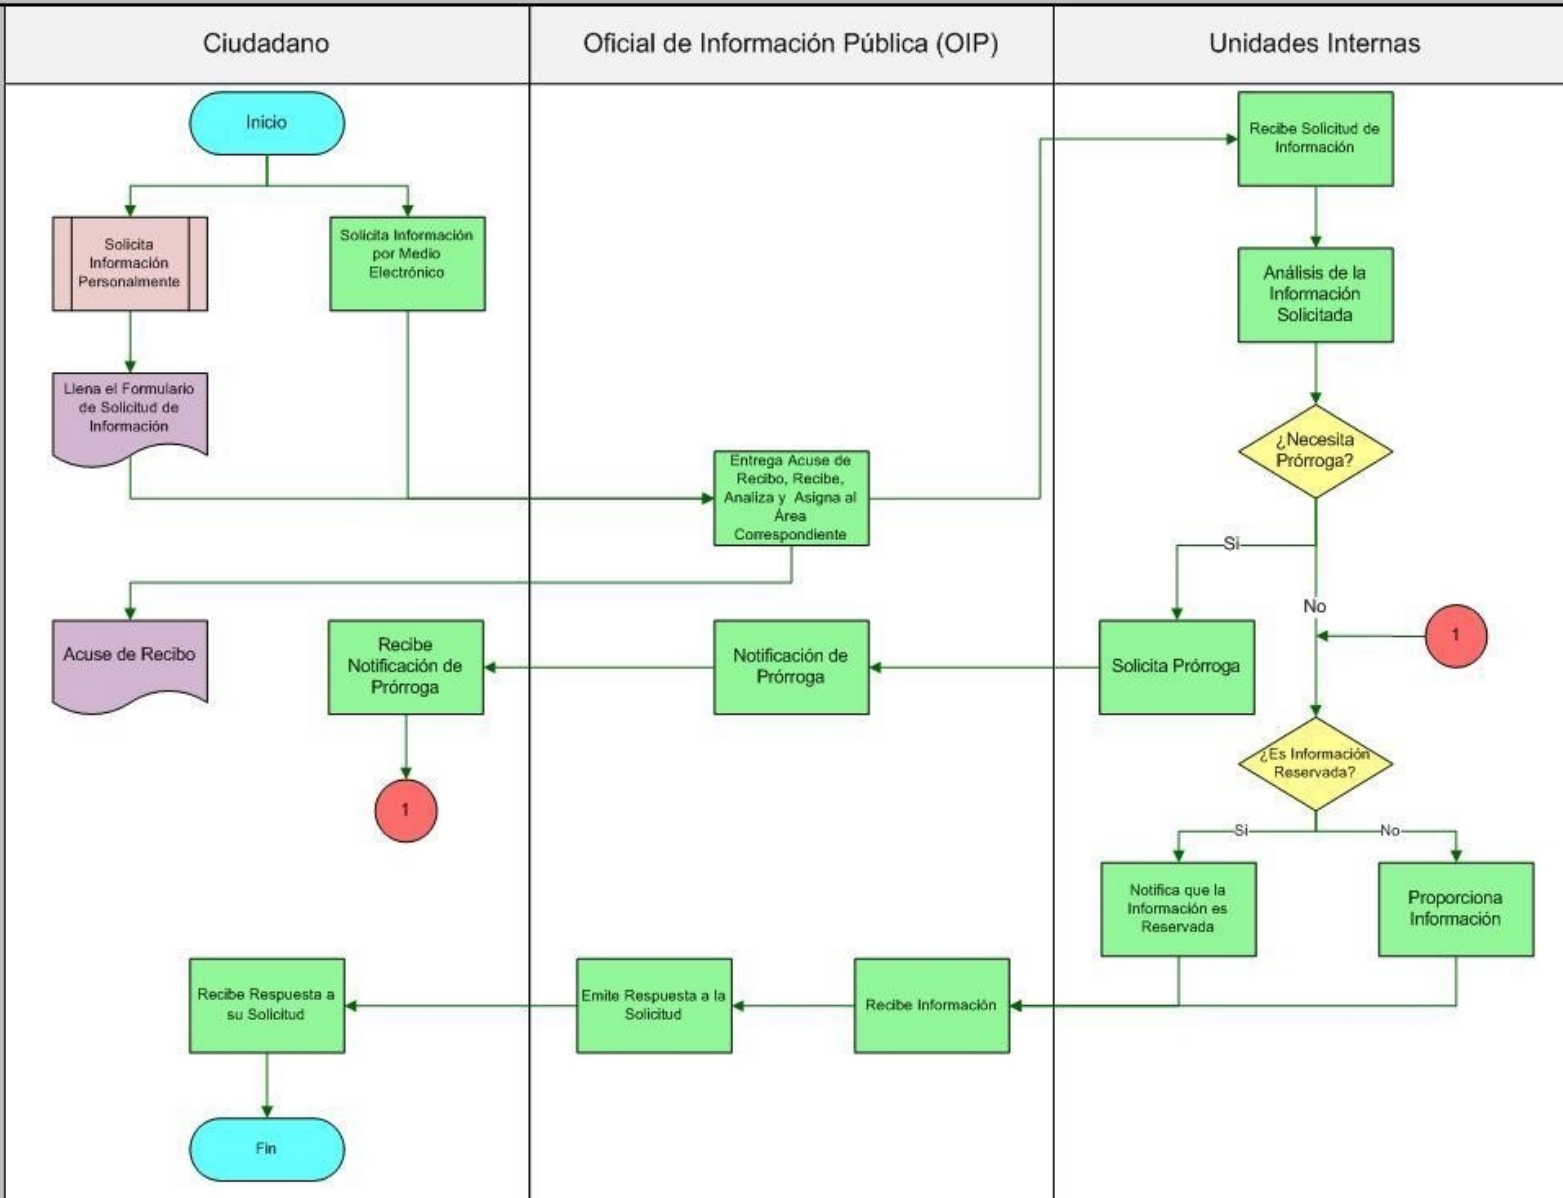 Ciudadano
Oficial de Información Pública (OIP)
Unidades Internas
Inicio
Recibe Solicitud de
Información
Solicita
Información
Personalmente
Solicita Información
por Medio
Electrónico
Análisis de la
Información
Solicitada
Llena el Formulario
de Solicitud de
Información
¿Necesita
Prórroga?
Entrega Acuse de
Recibo, Recibe,
Analiza y Asigna al
Área
Correspondiente
Si
No
1
Acuse de Recibo
Recibe
Notificación de
Prórroga
Notificación de
Prórroga
Solicita Prórroga
1
¿Es Información
Reservada?
Si
No
Notifica que la
Información es
Reservada
Proporciona
Información
Recibe Respuesta a
su Solicitud
Emite Respuesta a la
Solicitud
Recibe Información
Fin